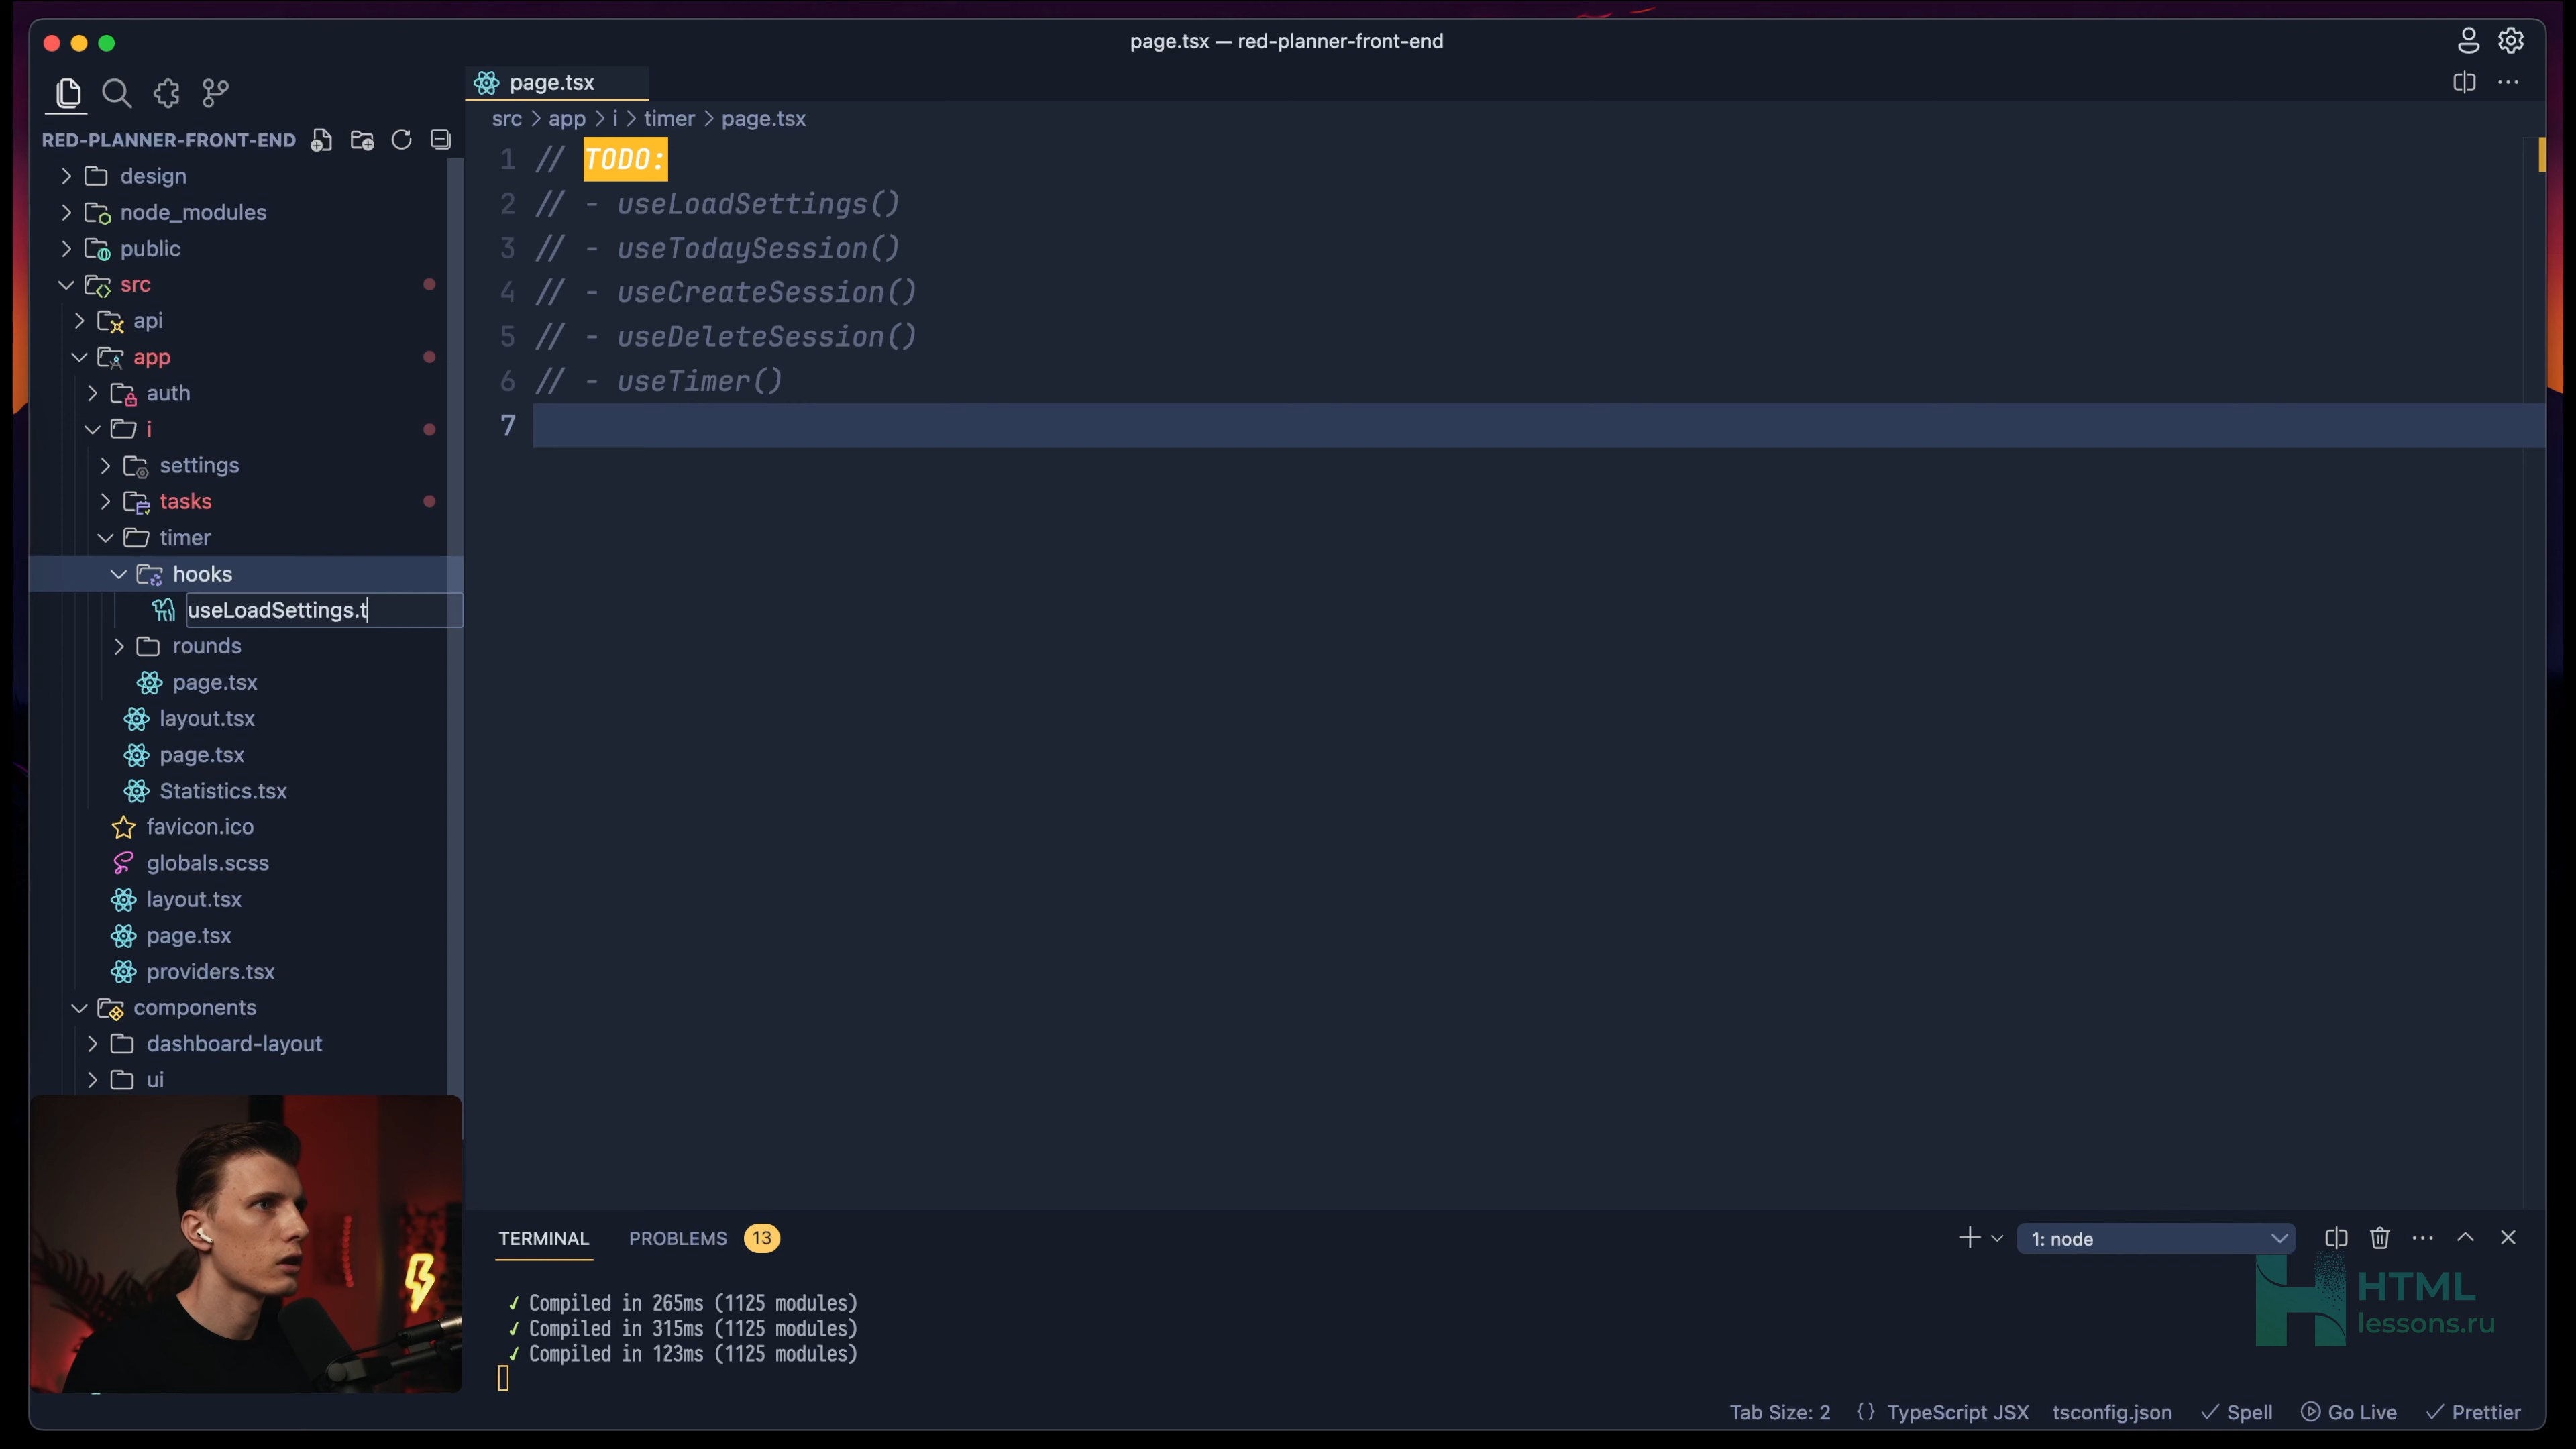 page.tsx — red-planner-front-end
RED-PLANNER-FRONT-END
design
node_modules
public
src
api
app
auth
i
settings
tasks
timer
hooks
useLoadSettings.t
rounds
page.tsx
layout.tsx
page.tsx
Statistics.tsx
favicon.ico
globals.scss
layout.tsx
page.tsx
providers.tsx
components
dashboard-layout
ui
page.tsx
src > app > i > timer > page.tsx
1 // TODO:
2 // - useLoadSettings()
3 // - useTodaySession()
4 // - useCreateSession()
5 // - useDeleteSession()
6 // - useTimer()
7
TERMINAL PROBLEMS 13
1: node
✓ Compiled in 265ms (1125 modules)
✓ Compiled in 315ms (1125 modules)
✓ Compiled in 123ms (1125 modules)
HTML
lessons.ru
Tab Size: 2 {} TypeScript JSX tsconfig.json ✓ Spell Go Live ✓ Prettier